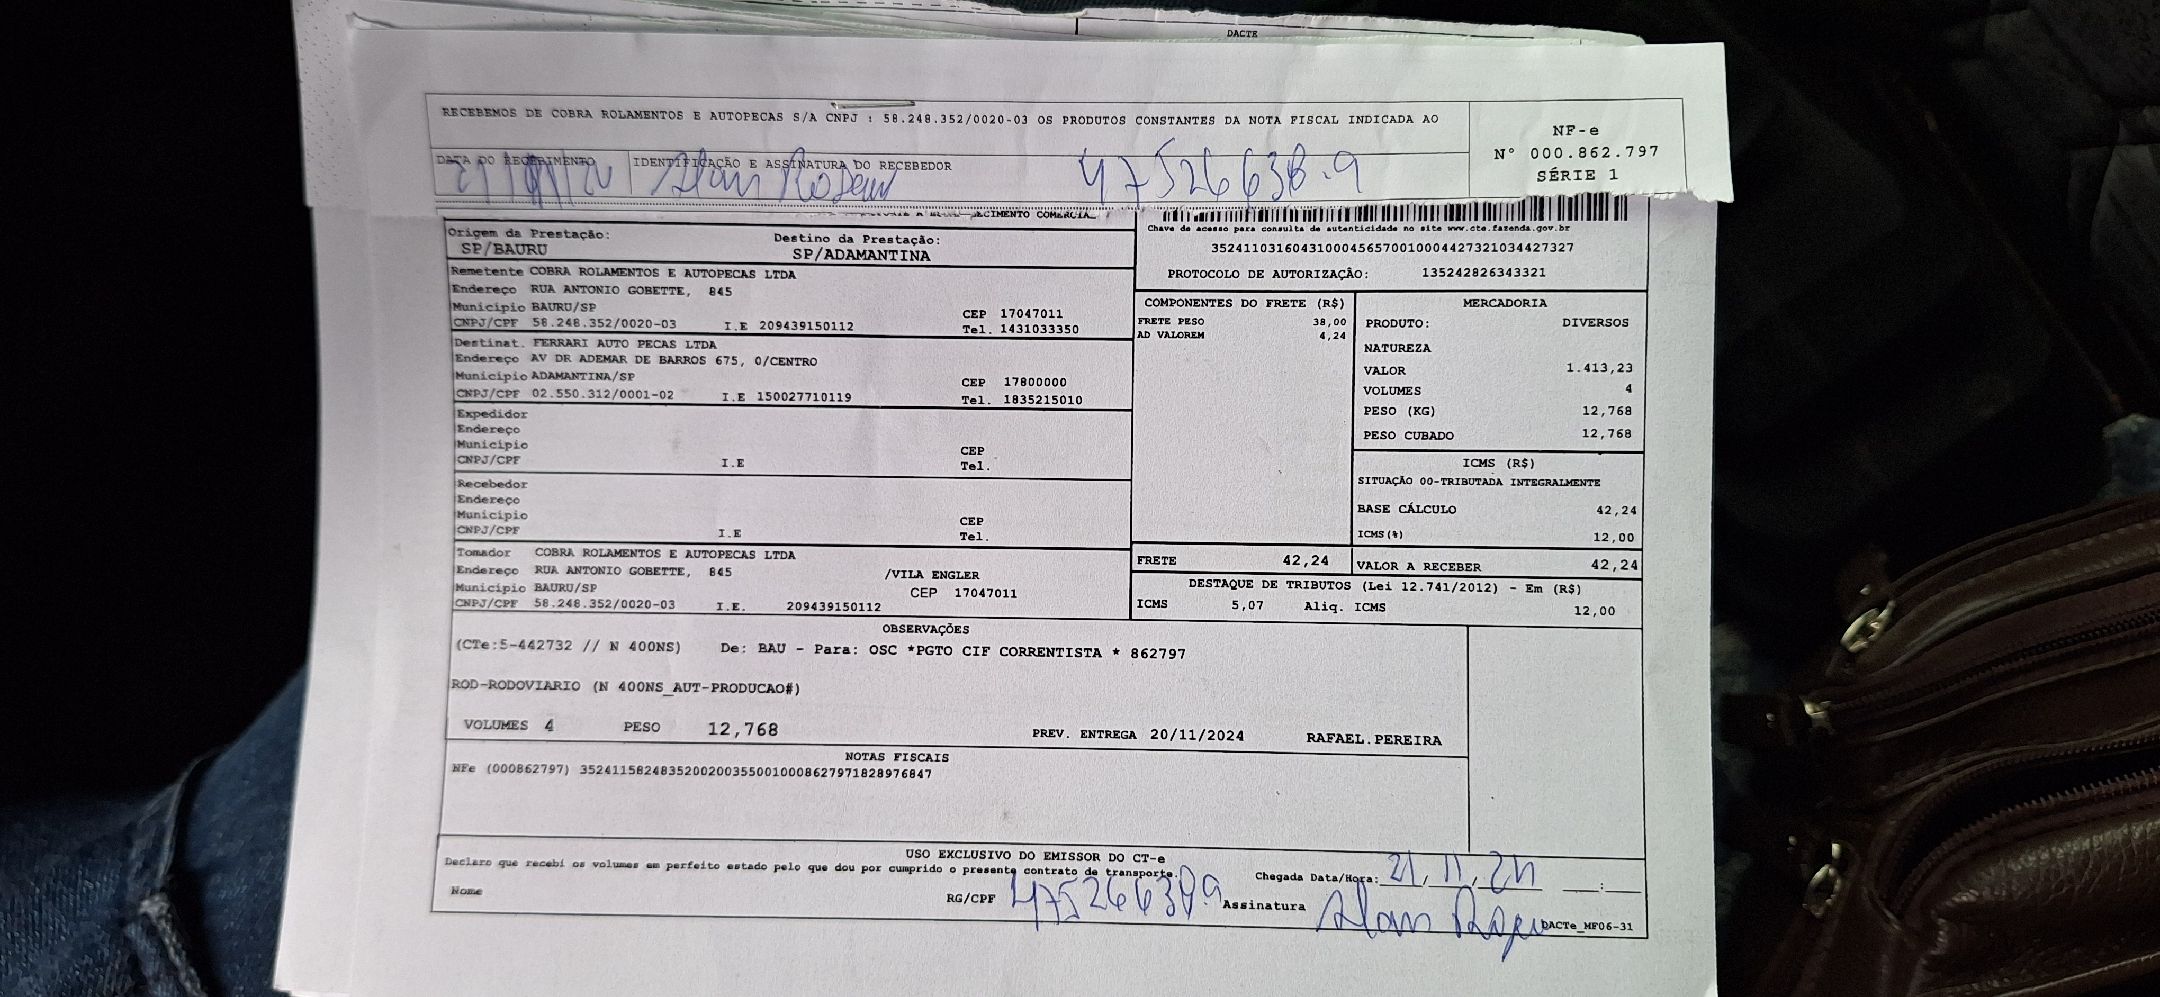 DACTE
RECEBEMOS DE COBRA ROLAMENTOS E AUTOPECAS S/A CNPJ : 58.248.352/0020-03 OS PRODUTOS CONSTANTES DA NOTA FISCAL INDICADA AO
NF-e
Nº 000.862.797
SÉRIE 1
DATA DO RECEBIMENTO
IDENTIFICAÇÃO E ASSINATURA DO RECEBEDOR
47526638.9
21/11/24
Alan
CIMENTO COMERCIA
Chave de acesso para consulta de autenticidade no site www.cte.fazenda.gov.br
35241103160431000456570010004427321034427327
PROTOCOLO DE AUTORIZAÇÃO: 135242826343321
Origem da Prestação:
SP/BAURU
Destino da Prestação:
SP/ADAMANTINA
Remetente COBRA ROLAMENTOS E AUTOPECAS LTDA
Endereço RUA ANTONIO GOBETTE, 845
Municipio BAURU/SP CEP 17047011
CNPJ/CPF 58.248.352/0020-03 I.E 209439150112 Tel. 1431033350
Destinat. FERRARI AUTO PECAS LTDA
Endereço AV DR ADEMAR DE BARROS 675, 0/CENTRO
Municipio ADAMANTINA/SP CEP 17800000
CNPJ/CPF 02.550.312/0001-02 I.E 150027710119 Tel. 1835215010
Expedidor
Endereço
Municipio CEP
CNPJ/CPF I.E Tel.
Recebedor
Endereço
Municipio CEP
CNPJ/CPF I.E Tel.
Tomador COBRA ROLAMENTOS E AUTOPECAS LTDA
Endereço RUA ANTONIO GOBETTE, 845 /VILA ENGLER
Municipio BAURU/SP CEP 17047011
CNPJ/CPF 58.248.352/0020-03 I.E. 209439150112
COMPONENTES DO FRETE (R$)
FRETE PESO 38,00
AD VALOREM 4,24
MERCADORIA
PRODUTO: DIVERSOS
NATUREZA
VALOR 1.413,23
VOLUMES 4
PESO (KG) 12,768
PESO CUBADO 12,768
ICMS (R$)
SITUAÇÃO 00-TRIBUTADA INTEGRALMENTE
BASE CÁLCULO 42,24
ICMS(%) 12,00
FRETE 42,24
VALOR A RECEBER 42,24
DESTAQUE DE TRIBUTOS (Lei 12.741/2012) - Em (R$)
ICMS 5,07 Aliq. ICMS 12,00
OBSERVAÇÕES
(CTe:5-442732 // N 400NS) De: BAU - Para: OSC *PGTO CIF CORRENTISTA * 862797
ROD-RODOVIARIO (N 400NS_AUT-PRODUCAO#)
VOLUMES 4 PESO 12,768 PREV. ENTREGA 20/11/2024 RAFAEL.PEREIRA
NOTAS FISCAIS
NFe (000862797) 35241158248352002003550010008627971828976847
USO EXCLUSIVO DO EMISSOR DO CT-e
Declaro que recebi os volumes em perfeito estado pelo que dou por cumprido o presente contrato de transporte.
Chegada Data/Hora: 21/11/24 __:__
Nome
RG/CPF 475266389
Assinatura Alan
DACTe_MF06-31